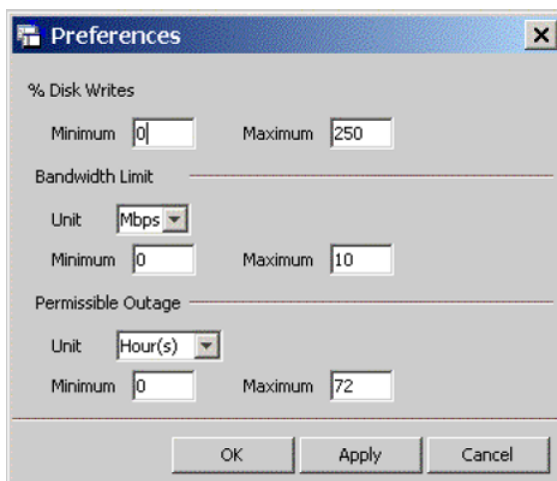 Preferences
% Disk Writes
Minimum 0 Maximum 250
Bandwidth Limit
Unit Mbps
Minimum 0 Maximum 10
Permissible Outage
Unit Hour(s)
Minimum 0 Maximum 72
OK Apply Cancel